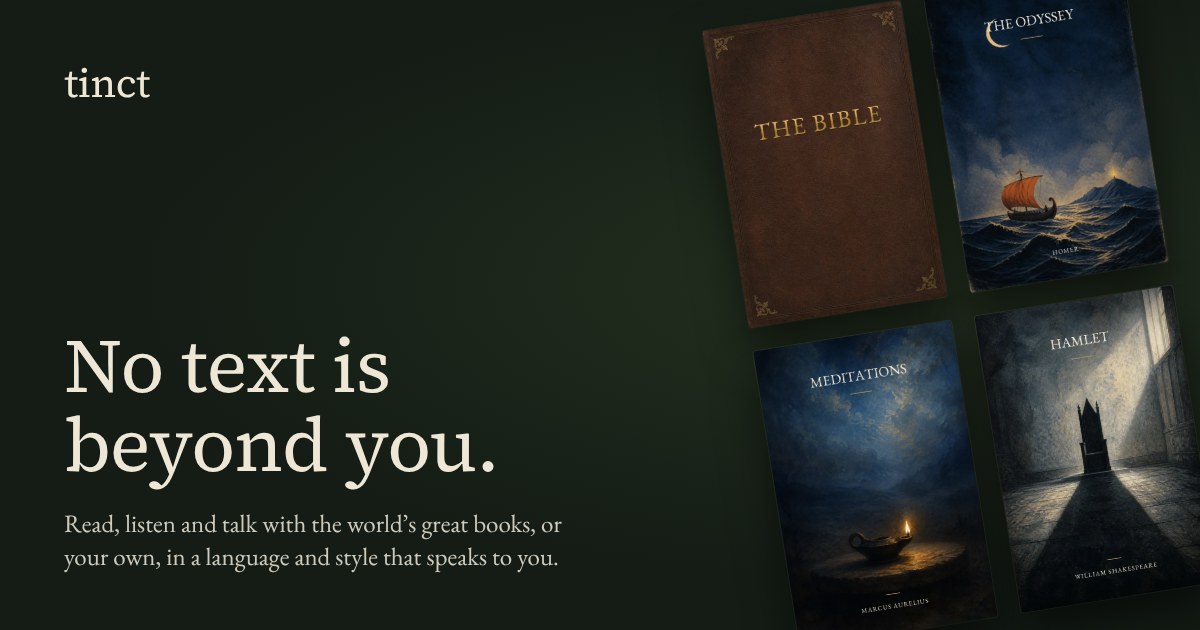 tinct
No text is
beyond you.
Read, listen and talk with the world’s great books, or
your own, in a language and style that speaks to you.
THE BIBLE
THE ODYSSEY
HOMER
MEDITATIONS
MARCUS AURELIUS
HAMLET
WILLIAM SHAKESPEARE